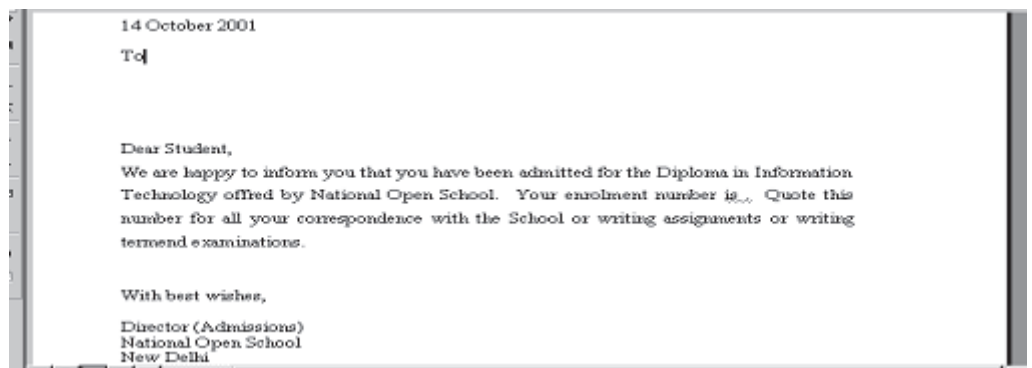 14 October 2001
To
Dear Student,
We are happy to inform you that you have been admitted for the Diploma in Information
Technology offred by National Open School. Your enrolment number is . Quote this
number for all your correspondence with the School or writing assignments or writing
termend examinations.
With best wishes,
Director (Admissions)
National Open School
New Delhi